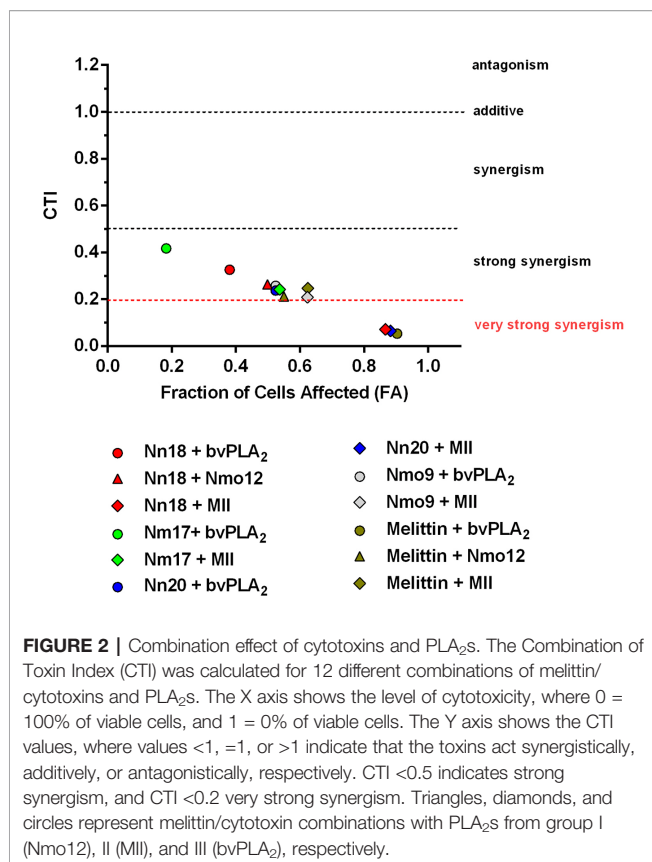 antagonism
1.2
additive
1.0
0.8
synergism
CTI
0.6
0.4
strong synergism
0.2
very strong synergism
0.0
0.0 0.2 0.4 0.6 0.8 1.0
Fraction of Cells Affected (FA)
Nn18 + bvPLA₂
Nn18 + Nmo12
Nn18 + MII
Nm17+ bvPLA₂
Nm17 + MII
Nn20 + bvPLA₂
Nn20 + MII
Nmo9 + bvPLA₂
Nmo9 + MII
Melittin + bvPLA₂
Melittin + Nmo12
Melittin + MII
FIGURE 2 | Combination effect of cytotoxins and PLA₂s. The Combination of
Toxin Index (CTI) was calculated for 12 different combinations of melittin/
cytotoxins and PLA₂s. The X axis shows the level of cytotoxicity, where 0 =
100% of viable cells, and 1 = 0% of viable cells. The Y axis shows the CTI
values, where values <1, =1, or >1 indicate that the toxins act synergistically,
additively, or antagonistically, respectively. CTI <0.5 indicates strong
synergism, and CTI <0.2 very strong synergism. Triangles, diamonds, and
circles represent melittin/cytotoxin combinations with PLA₂s from group I
(Nmo12), II (MII), and III (bvPLA₂), respectively.